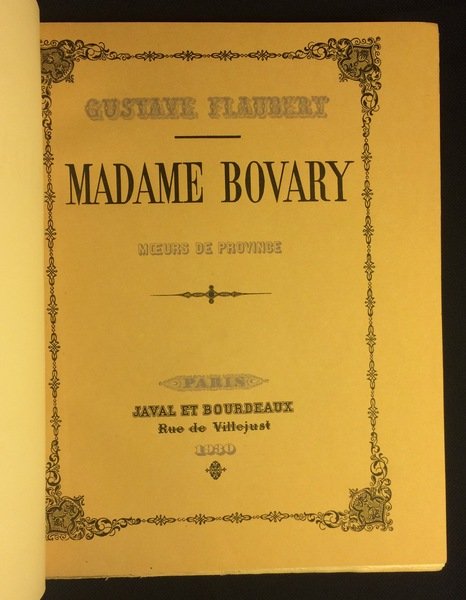 GUSTAVE FLAUBERT
MADAME BOVARY
MŒURS DE PROVINCE
PARIS
JAVAL ET BOURDEAUX
Rue de Villejust
1930